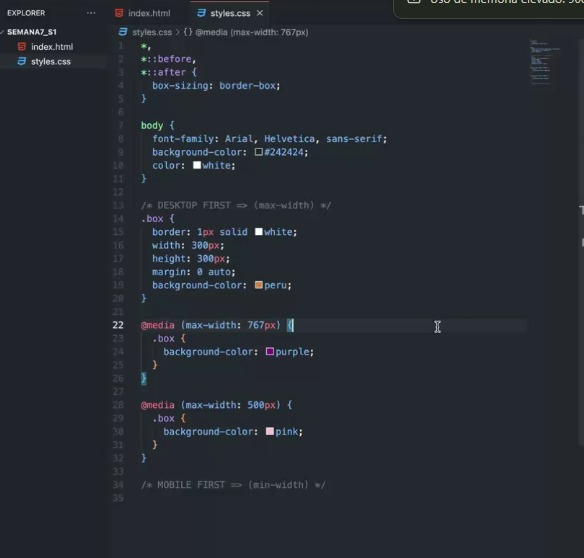 Uso de memoria elevado:
EXPLORER ...
SEMANA7_S1
index.html
styles.css
index.html styles.css ×
styles.css > {} @media (max-width: 767px)
1 *,
2 *::before,
3 *::after {
4 box-sizing: border-box;
5 }
6
7 body {
8 font-family: Arial, Helvetica, sans-serif;
9 background-color: #242424;
10 color: white;
11 }
12
13 /* DESKTOP FIRST => (max-width) */
14 .box {
15 border: 1px solid white;
16 width: 300px;
17 height: 300px;
18 margin: 0 auto;
19 background-color: peru;
20 }
21
22 @media (max-width: 767px) {
23 .box {
24 background-color: purple;
25 }
26 }
27
28 @media (max-width: 500px) {
29 .box {
30 background-color: pink;
31 }
32 }
33
34 /* MOBILE FIRST => (min-width) */
35